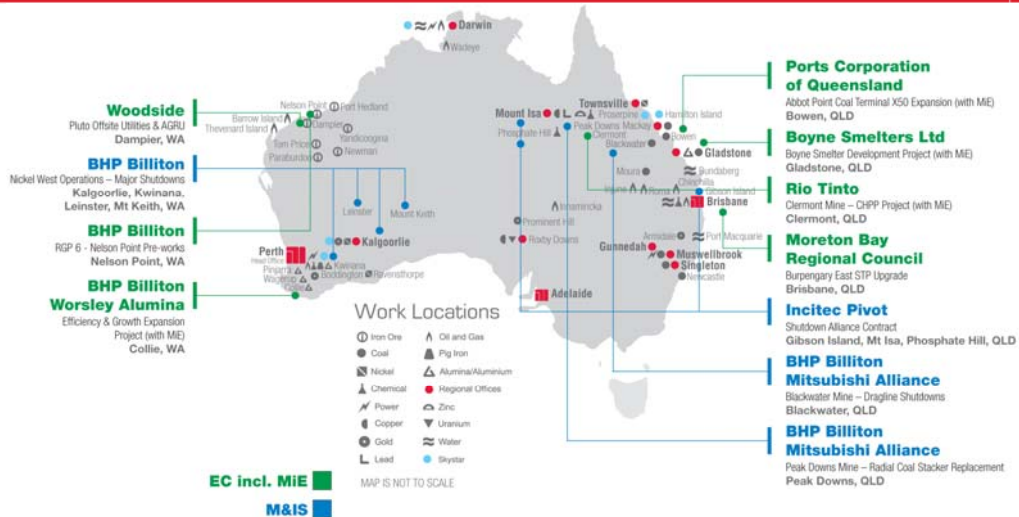 Woodside
Pluto Offsite Utilities & AGRU
Dampier, WA
BHP Billiton
Nickel West Operations – Major Shutdowns
Kalgoorlie, Kwinana,
Leinster, Mt Keith, WA
BHP Billiton
RGP 6 - Nelson Point Pre-works
Nelson Point, WA
BHP Billiton
Worsley Alumina
Efficiency & Growth Expansion
Project (with MiE)
Collie, WA
Darwin
Wadeye
Nelson Point
Port Hedland
Barrow Island
Thevenard Island
Dampier
Yandicoogina
Tom Price
Paraburdoo
Newman
Leinster
Mount Keith
Kalgoorlie
Perth
Head Office
Pinjarra
Kwinana
Wagerup
Boddington
Ravensthorpe
Collie
Mount Isa
Phosphate Hill
Townsville
Proserpine
Hamilton Island
Peak Downs
Mackay
Clermont
Bowen
Blackwater
Gladstone
Moura
Bundaberg
Chinchilla
Roma
Gibson Island
Brisbane
Innamincka
Prominent Hill
Roxby Downs
Armidale
Port Macquarie
Gunnedah
Muswellbrook
Singleton
Newcastle
Adelaide
Work Locations
Iron Ore
Oil and Gas
Coal
Pig Iron
Nickel
Alumina/Aluminium
Chemical
Regional Offices
Power
Zinc
Copper
Uranium
Gold
Water
Lead
Skystar
MAP IS NOT TO SCALE
EC incl. MiE
M&IS
Ports Corporation
of Queensland
Abbot Point Coal Terminal X50 Expansion (with MiE)
Bowen, QLD
Boyne Smelters Ltd
Boyne Smelter Development Project (with MiE)
Gladstone, QLD
Rio Tinto
Clermont Mine – CHPP Project (with MiE)
Clermont, QLD
Moreton Bay
Regional Council
Burpengary East STP Upgrade
Brisbane, QLD
Incitec Pivot
Shutdown Alliance Contract
Gibson Island, Mt Isa, Phosphate Hill, QLD
BHP Billiton
Mitsubishi Alliance
Blackwater Mine – Dragline Shutdowns
Blackwater, QLD
BHP Billiton
Mitsubishi Alliance
Peak Downs Mine – Radial Coal Stacker Replacement
Peak Downs, QLD